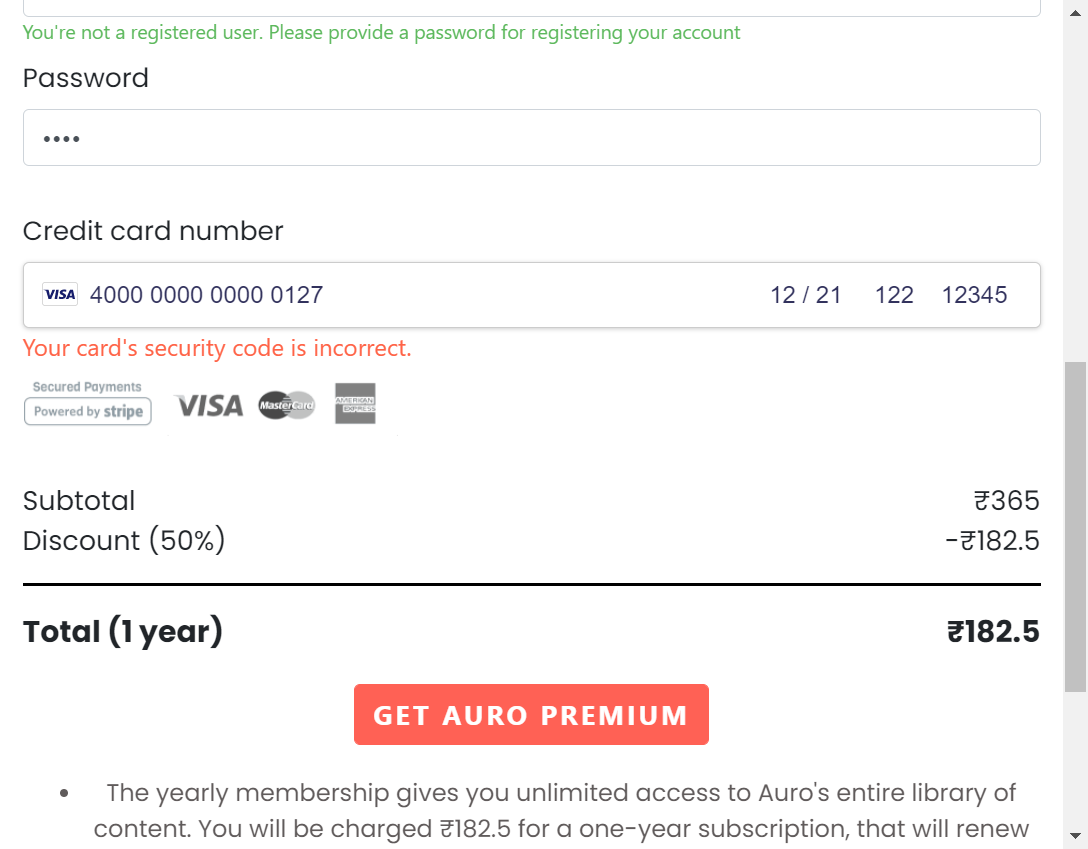 You're not a registered user. Please provide a password for registering your account
Password
••••
Credit card number
VISA 4000 0000 0000 0127 12 / 21 122 12345
Your card's security code is incorrect.
Secured Payments
Powered by stripe VISA MasterCard AMERICAN EXPRESS
Subtotal ₹365
Discount (50%) -₹182.5
Total (1 year) ₹182.5
GET AURO PREMIUM
• The yearly membership gives you unlimited access to Auro's entire library of
content. You will be charged ₹182.5 for a one-year subscription, that will renew